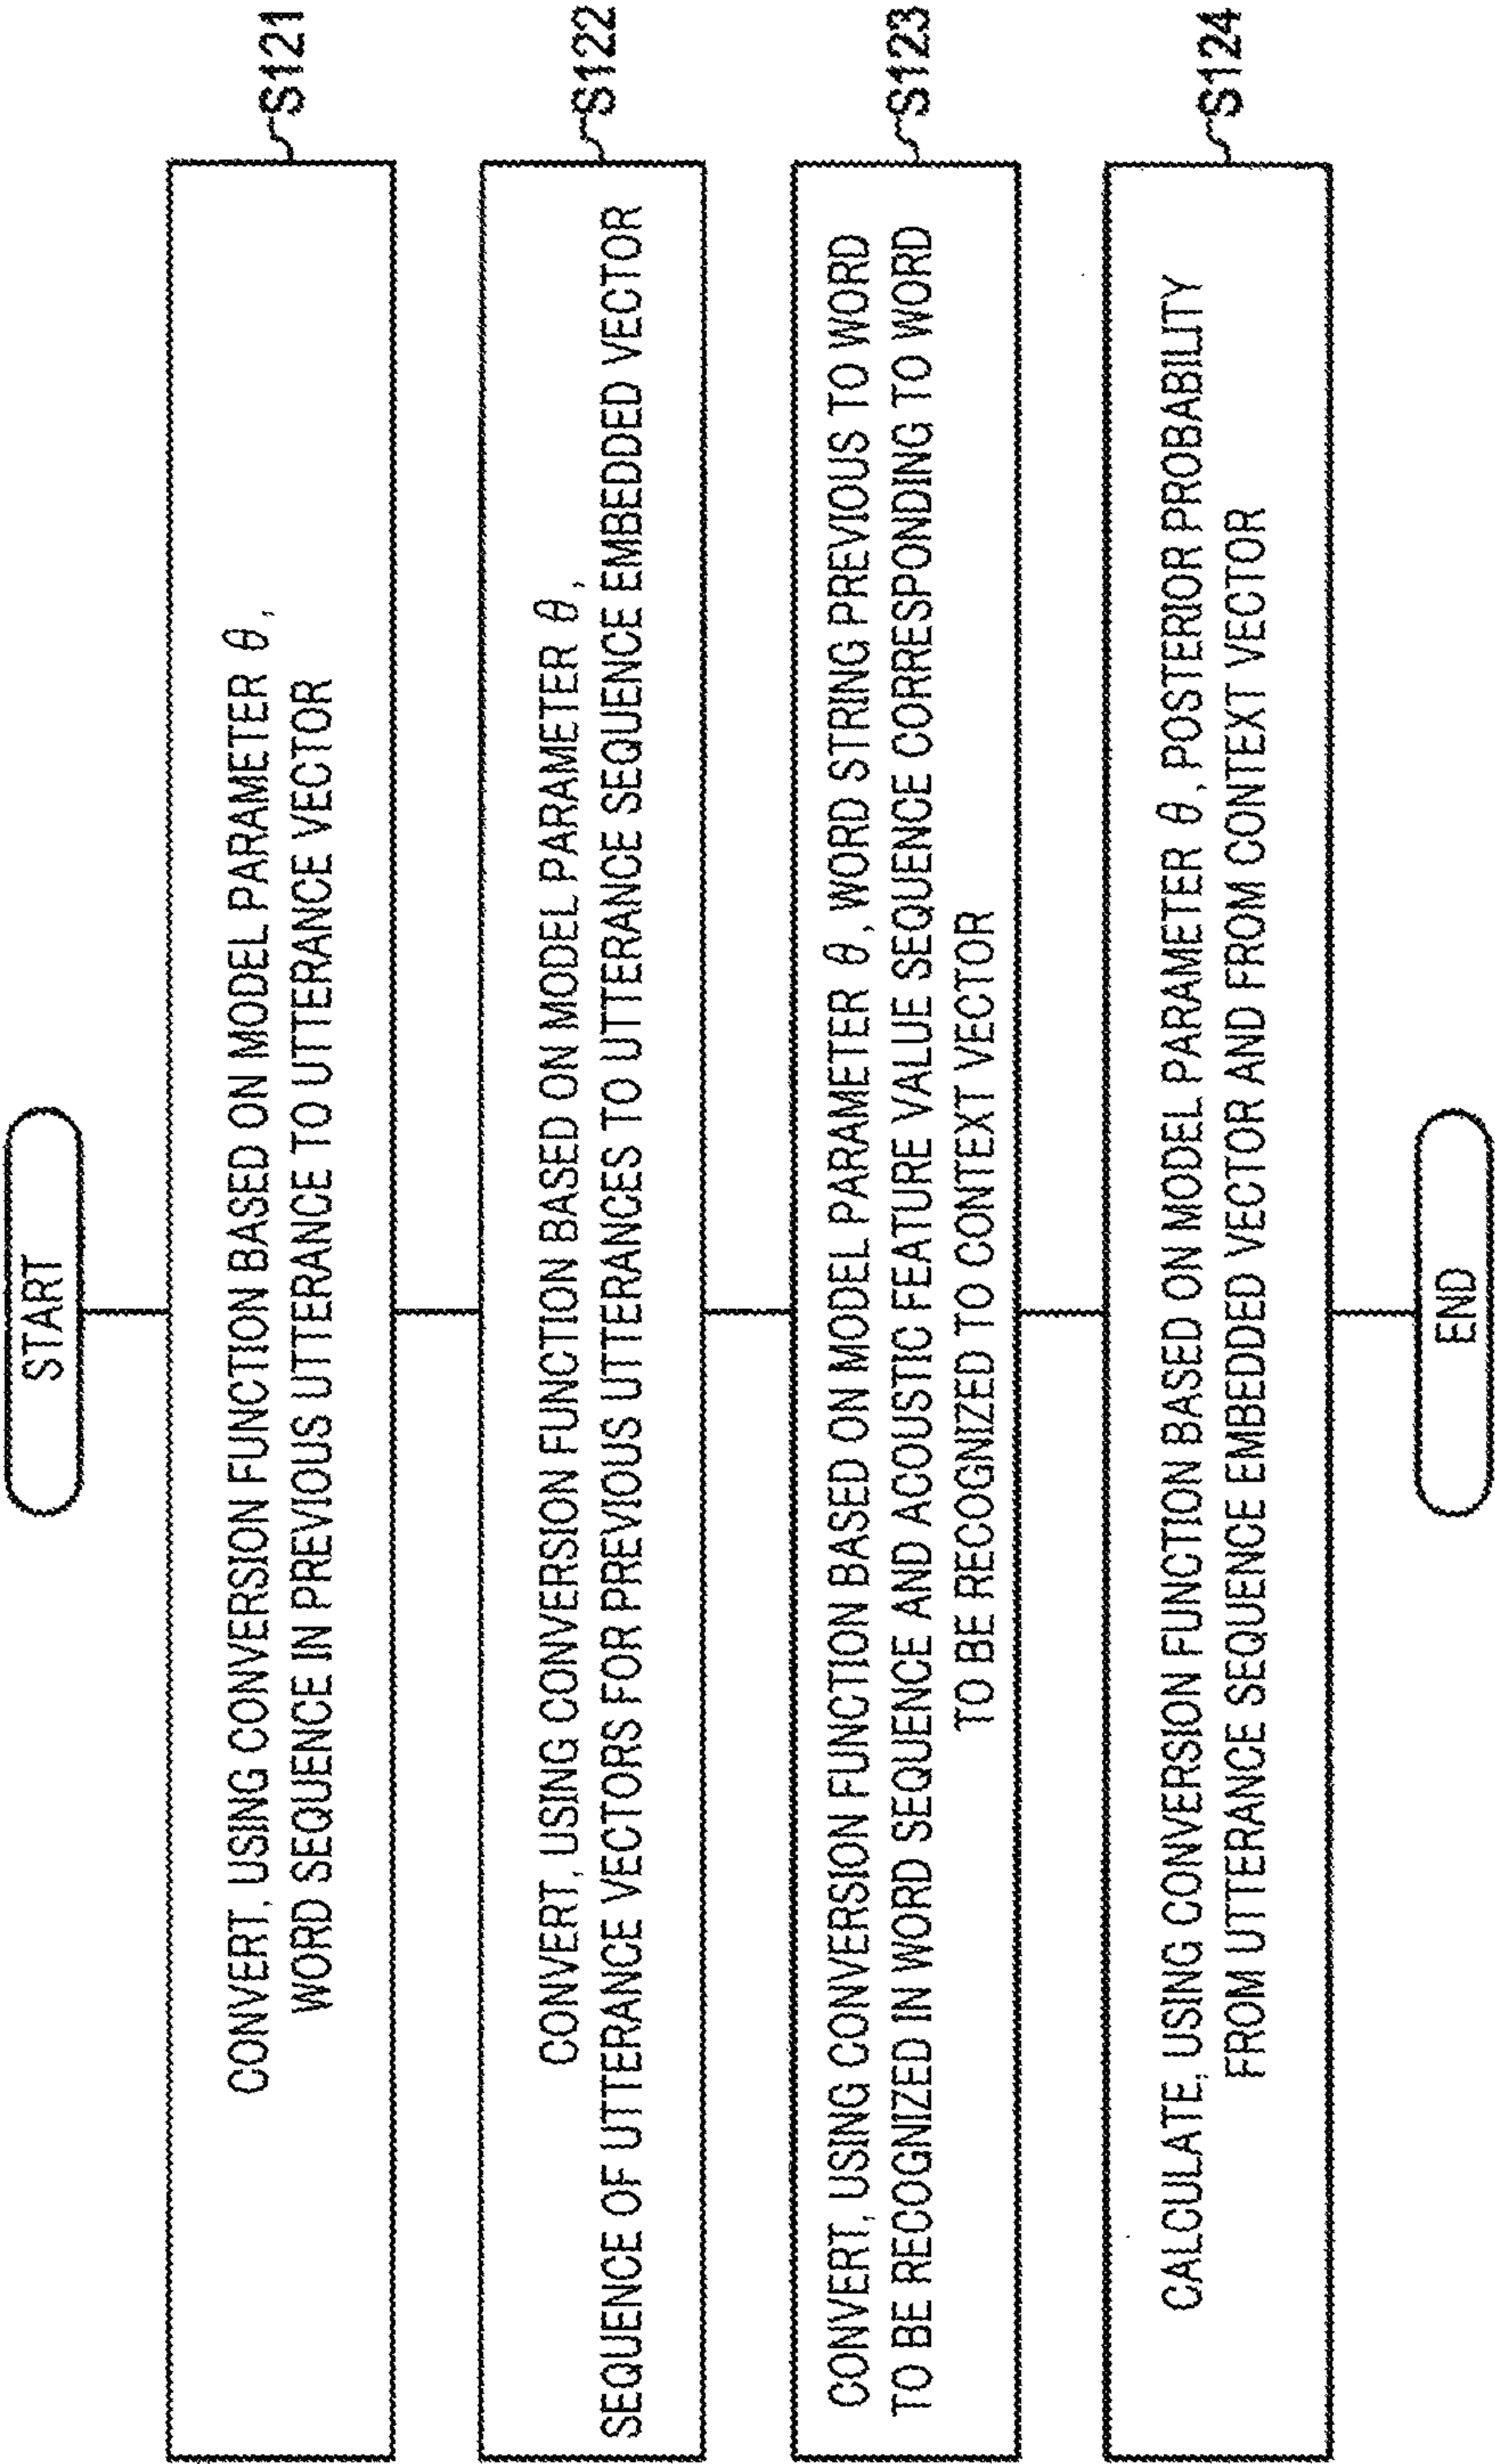 START
CONVERT, USING CONVERSION FUNCTION BASED ON MODEL PARAMETER θ,
WORD SEQUENCE IN PREVIOUS UTTERANCE TO UTTERANCE VECTOR
S121
CONVERT, USING CONVERSION FUNCTION BASED ON MODEL PARAMETER θ,
SEQUENCE OF UTTERANCE VECTORS FOR PREVIOUS UTTERANCES TO UTTERANCE SEQUENCE EMBEDDED VECTOR
S122
CONVERT, USING CONVERSION FUNCTION BASED ON MODEL PARAMETER θ, WORD STRING PREVIOUS TO WORD
TO BE RECOGNIZED IN WORD SEQUENCE AND ACOUSTIC FEATURE VALUE SEQUENCE CORRESPONDING TO WORD
TO BE RECOGNIZED TO CONTEXT VECTOR
S123
CALCULATE, USING CONVERSION FUNCTION BASED ON MODEL PARAMETER θ, POSTERIOR PROBABILITY
FROM UTTERANCE SEQUENCE EMBEDDED VECTOR AND FROM CONTEXT VECTOR
S124
END